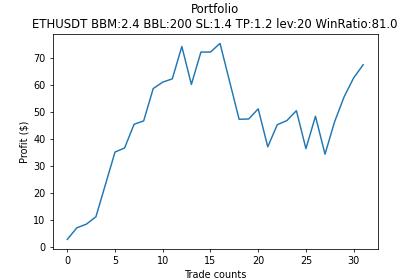 Portfolio
ETHUSDT BBM:2.4 BBL:200 SL:1.4 TP:1.2 lev:20 WinRatio:81.0
70
60
50
40
30
20
10
0
Profit ($)
0 5 10 15 20 25 30
Trade counts